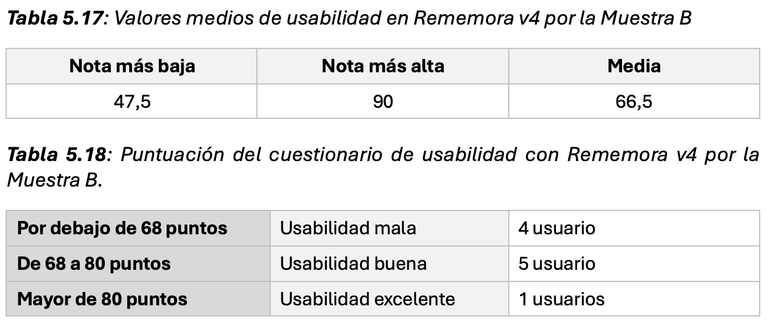 Tabla 5.17: Valores medios de usabilidad en Rememora v4 por la Muestra B
Nota más baja Nota más alta Media
47,5 90 66,5
Tabla 5.18: Puntuación del cuestionario de usabilidad con Rememora v4 por la
Muestra B.
Por debajo de 68 puntos Usabilidad mala 4 usuario
De 68 a 80 puntos Usabilidad buena 5 usuario
Mayor de 80 puntos Usabilidad excelente 1 usuarios